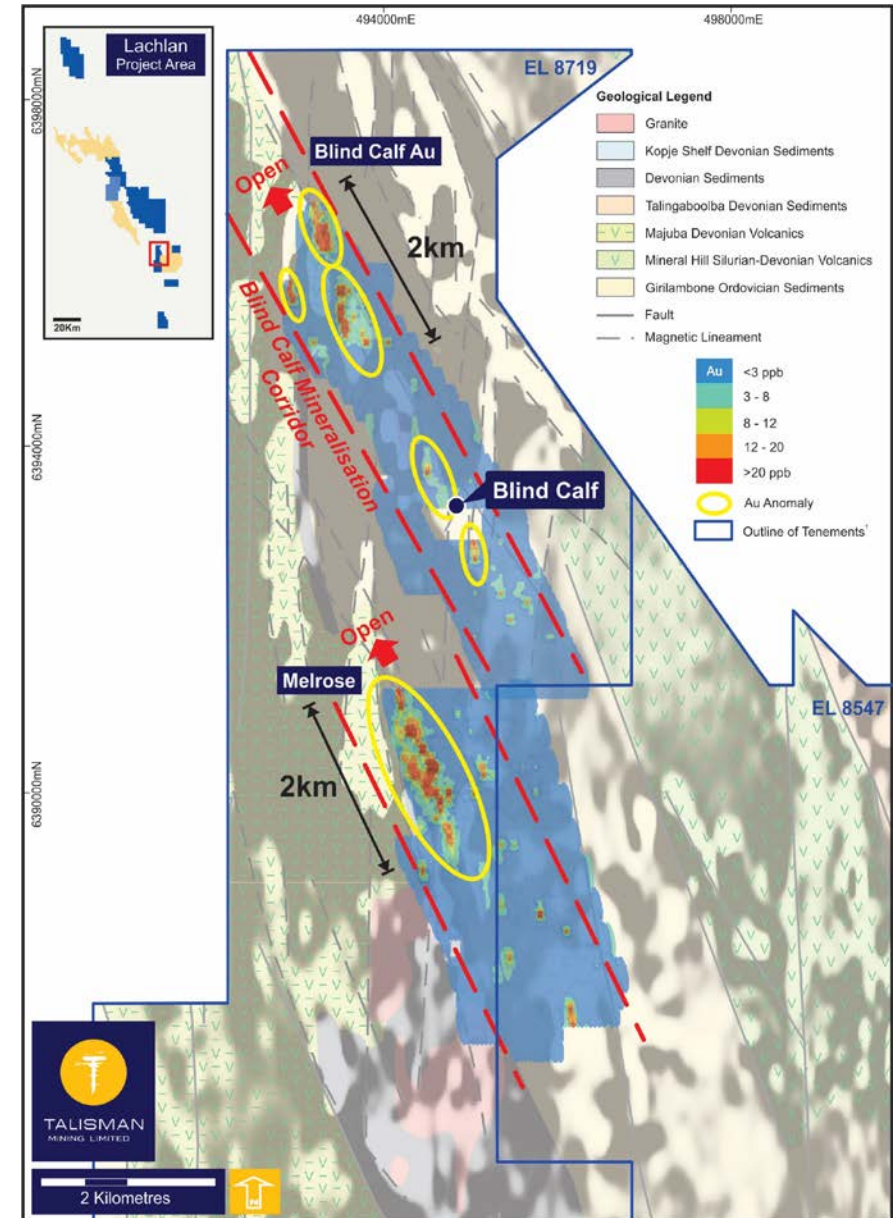 494000mE
498000mE
6398000mN
6394000mN
6390000mN
Lachlan
Project Area
20Km
EL 8719
Geological Legend
Granite
Kopje Shelf Devonian Sediments
Devonian Sediments
Talingaboolba Devonian Sediments
Majuba Devonian Volcanics
Mineral Hill Silurian-Devonian Volcanics
Girilambone Ordovician Sediments
Fault
Magnetic Lineament
Au <3 ppb
3 - 8
8 - 12
12 - 20
>20 ppb
Au Anomaly
Outline of Tenements¹
Blind Calf Au
Open
2km
Blind Calf Mineralisation
Corridor
Blind Calf
Open
Melrose
EL 8547
2km
TALISMAN
MINING LIMITED
2 Kilometres